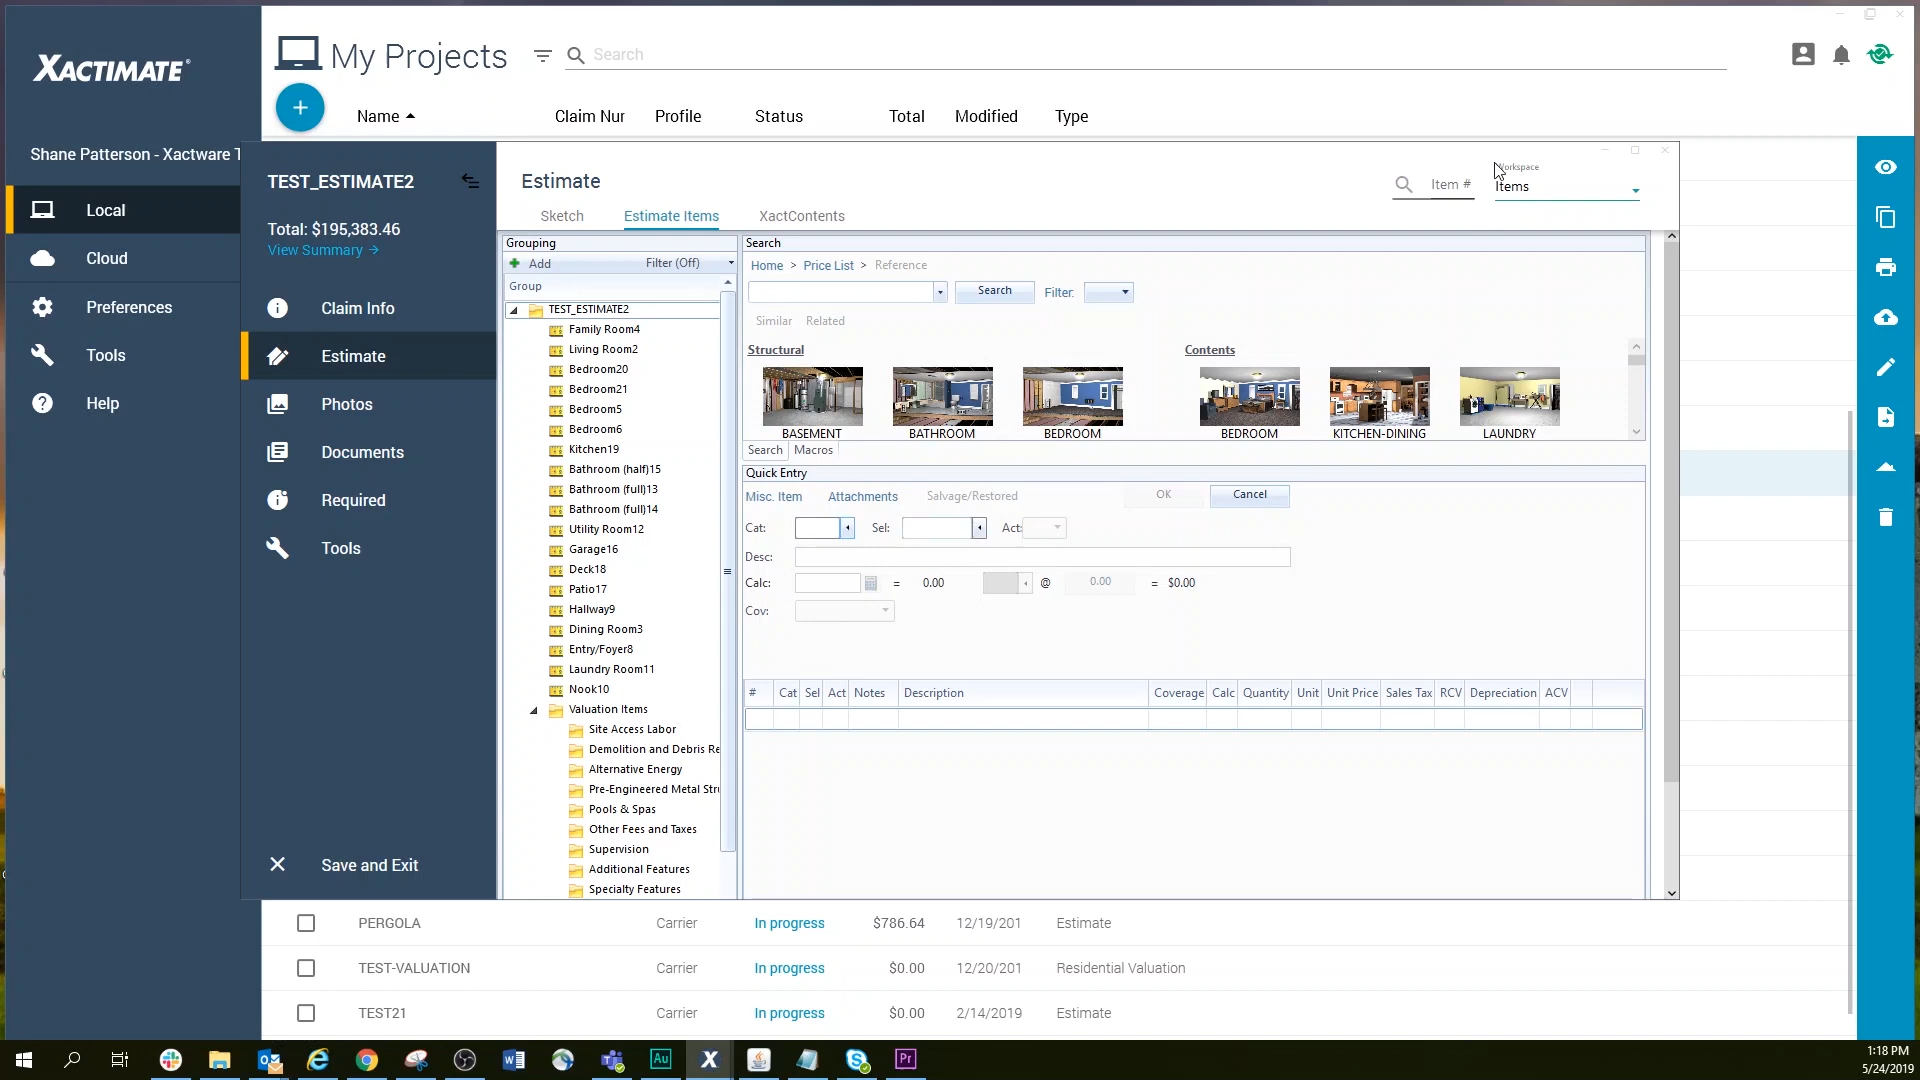 XACTIMATE®
My Projects
Search
Name
Claim Nur
Profile
Status
Total
Modified
Type
Shane Patterson - Xactware T
Local
Cloud
Preferences
Tools
Help
TEST_ESTIMATE2
Total: $195,383.46
View Summary →
Claim Info
Estimate
Photos
Documents
Required
Tools
Save and Exit
Estimate
Item #
Workspace
Items
Sketch
Estimate Items
XactContents
Grouping
Add
Filter (Off)
Group
TEST_ESTIMATE2
Family Room4
Living Room2
Bedroom20
Bedroom21
Bedroom5
Bedroom6
Kitchen19
Bathroom (half)15
Bathroom (full)13
Bathroom (full)14
Utility Room12
Garage16
Deck18
Patio17
Hallway9
Dining Room3
Entry/Foyer8
Laundry Room11
Nook10
Valuation Items
Site Access Labor
Demolition and Debris Re
Alternative Energy
Pre-Engineered Metal Stru
Pools & Spas
Other Fees and Taxes
Supervision
Additional Features
Specialty Features
Search
Home > Price List > Reference
Search
Filter:
Similar Related
Structural
BASEMENT
BATHROOM
BEDROOM
Contents
BEDROOM
KITCHEN-DINING
LAUNDRY
Search Macros
Quick Entry
Misc. Item Attachments Salvage/Restored OK Cancel
Cat: Sel: Act:
Desc:
Calc: = 0.00 @ 0.00 = $0.00
Cov:
# Cat Sel Act Notes Description Coverage Calc Quantity Unit Unit Price Sales Tax RCV Depreciation ACV
PERGOLA Carrier In progress $786.64 12/19/201 Estimate
TEST-VALUATION Carrier In progress $0.00 12/20/201 Residential Valuation
TEST21 Carrier In progress $0.00 2/14/2019 Estimate
Au
Pr
1:18 PM
5/24/2019